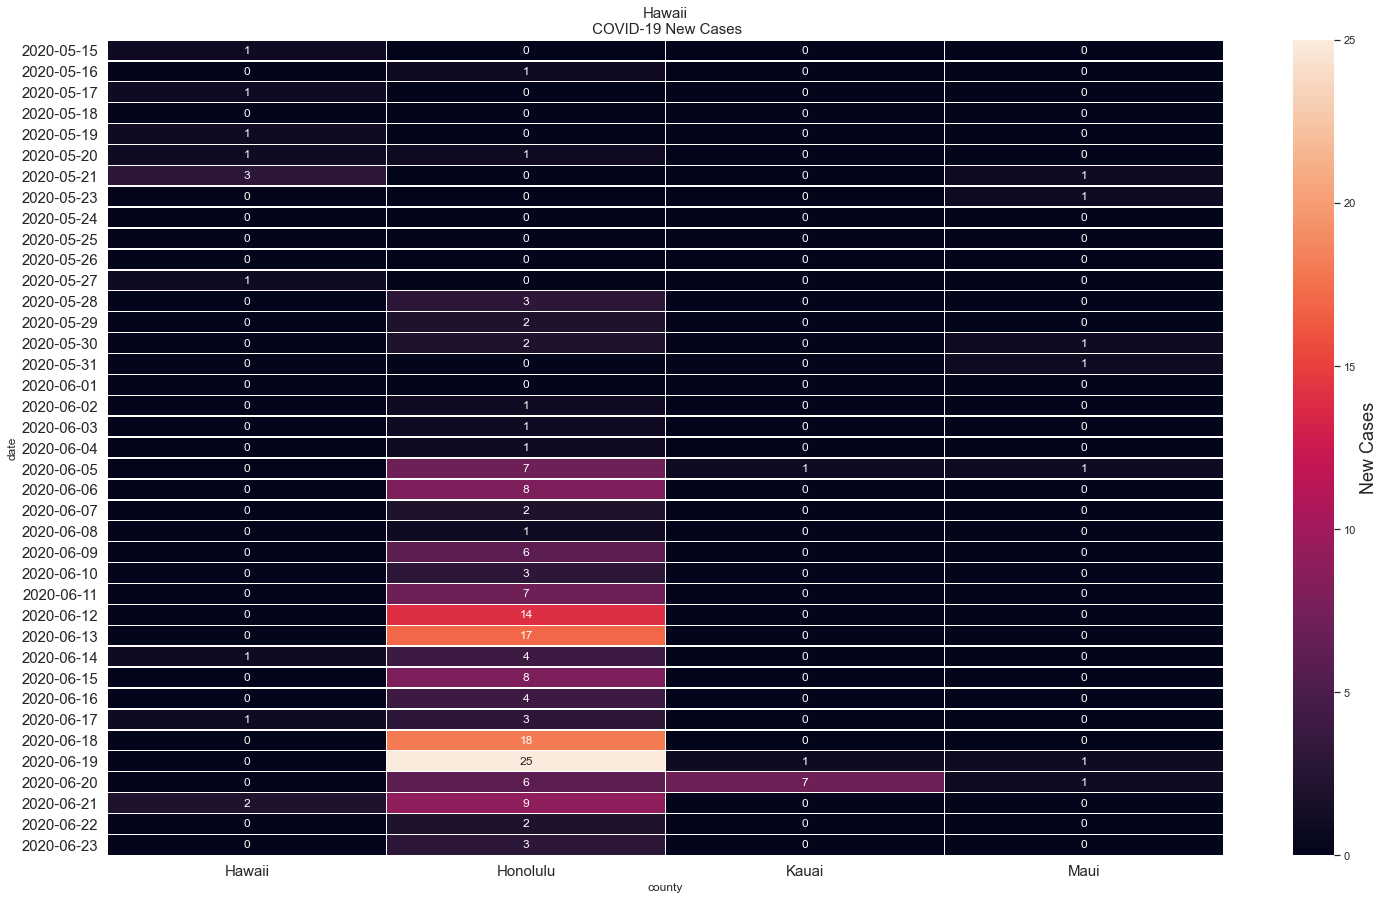 Hawaii
COVID-19 New Cases
2020-05-15 1 0 0 0
2020-05-16 0 1 0 0
2020-05-17 1 0 0 0
2020-05-18 0 0 0 0
2020-05-19 1 0 0 0
2020-05-20 1 1 0 0
2020-05-21 3 0 0 1
2020-05-23 0 0 0 1
2020-05-24 0 0 0 0
2020-05-25 0 0 0 0
2020-05-26 0 0 0 0
2020-05-27 1 0 0 0
2020-05-28 0 3 0 0
2020-05-29 0 2 0 0
2020-05-30 0 2 0 1
2020-05-31 0 0 0 1
2020-06-01 0 0 0 0
2020-06-02 0 1 0 0
2020-06-03 0 1 0 0
2020-06-04 0 1 0 0
2020-06-05 0 7 1 1
2020-06-06 0 8 0 0
2020-06-07 0 2 0 0
2020-06-08 0 1 0 0
2020-06-09 0 6 0 0
2020-06-10 0 3 0 0
2020-06-11 0 7 0 0
2020-06-12 0 14 0 0
2020-06-13 0 17 0 0
2020-06-14 1 4 0 0
2020-06-15 0 8 0 0
2020-06-16 0 4 0 0
2020-06-17 1 3 0 0
2020-06-18 0 18 0 0
2020-06-19 0 25 1 1
2020-06-20 0 6 7 1
2020-06-21 2 9 0 0
2020-06-22 0 2 0 0
2020-06-23 0 3 0 0
Hawaii Honolulu Kauai Maui
county
date
25
20
15
10
5
0
New Cases